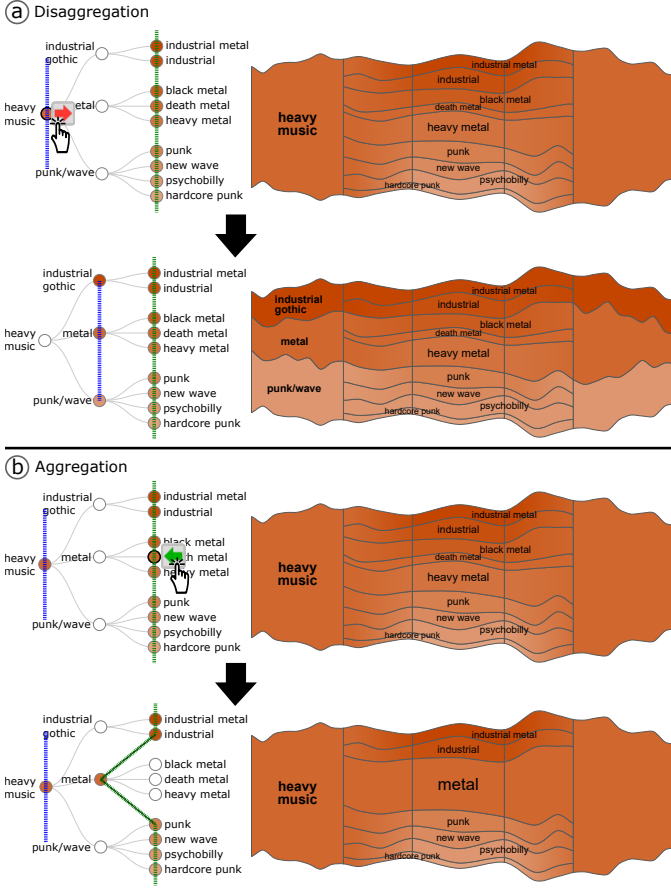 a Disaggregation
industrial
gothic
industrial metal
industrial
heavy
music
etal
black metal
death metal
heavy metal
punk/wave
punk
new wave
psychobilly
hardcore punk
heavy
music
industrial metal
industrial
black metal
death metal
heavy metal
punk
new wave
psychobilly
hardcore punk
industrial
gothic
industrial metal
industrial
heavy
music
metal
black metal
death metal
heavy metal
punk/wave
punk
new wave
psychobilly
hardcore punk
industrial
gothic
metal
punk/wave
industrial metal
industrial
black metal
death metal
heavy metal
punk
new wave
psychobilly
hardcore punk
b Aggregation
industrial
gothic
industrial metal
industrial
heavy
music
metal
black metal
th metal
heavy metal
punk/wave
punk
new wave
psychobilly
hardcore punk
heavy
music
industrial metal
industrial
black metal
death metal
heavy metal
punk
new wave
psychobilly
hardcore punk
industrial
gothic
industrial metal
industrial
heavy
music
metal
black metal
death metal
heavy metal
punk/wave
punk
new wave
psychobilly
hardcore punk
heavy
music
industrial metal
industrial
metal
punk
new wave
psychobilly
hardcore punk